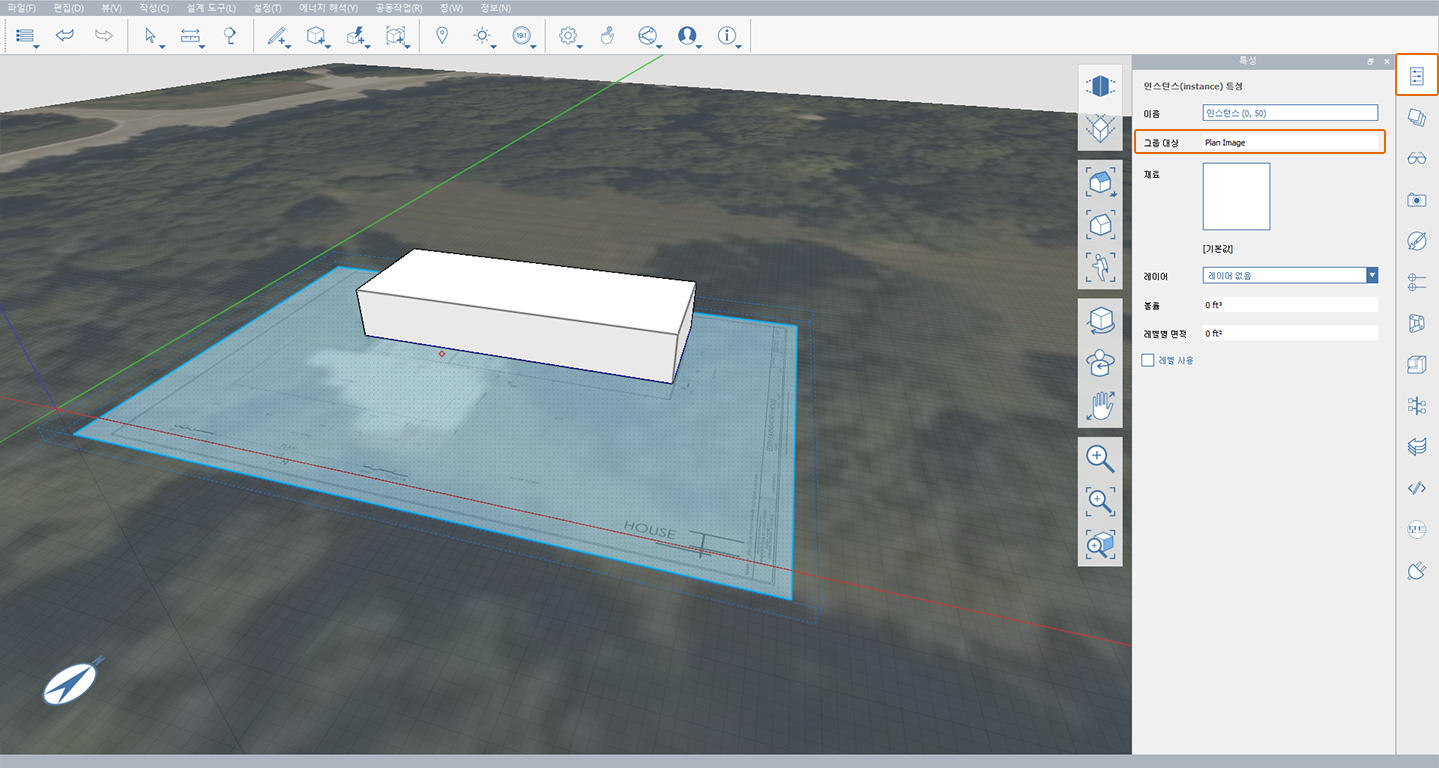 파일(F) 편집(D) 뷰(V) 작성(C) 설계 도구(L) 설정(T) 에너지 해석(Y) 공동작업(R) 창(W) 정보(N)
19.1
특성
인스턴스(instance) 특성
이름 인스턴스 (0, 50)
그룹 대상 Plan Image
재료
[기본값]
레이어 레이어 없음
볼륨 0 ft³
레벨별 면적 0 ft²
레벨 사용
모드
HOUSE